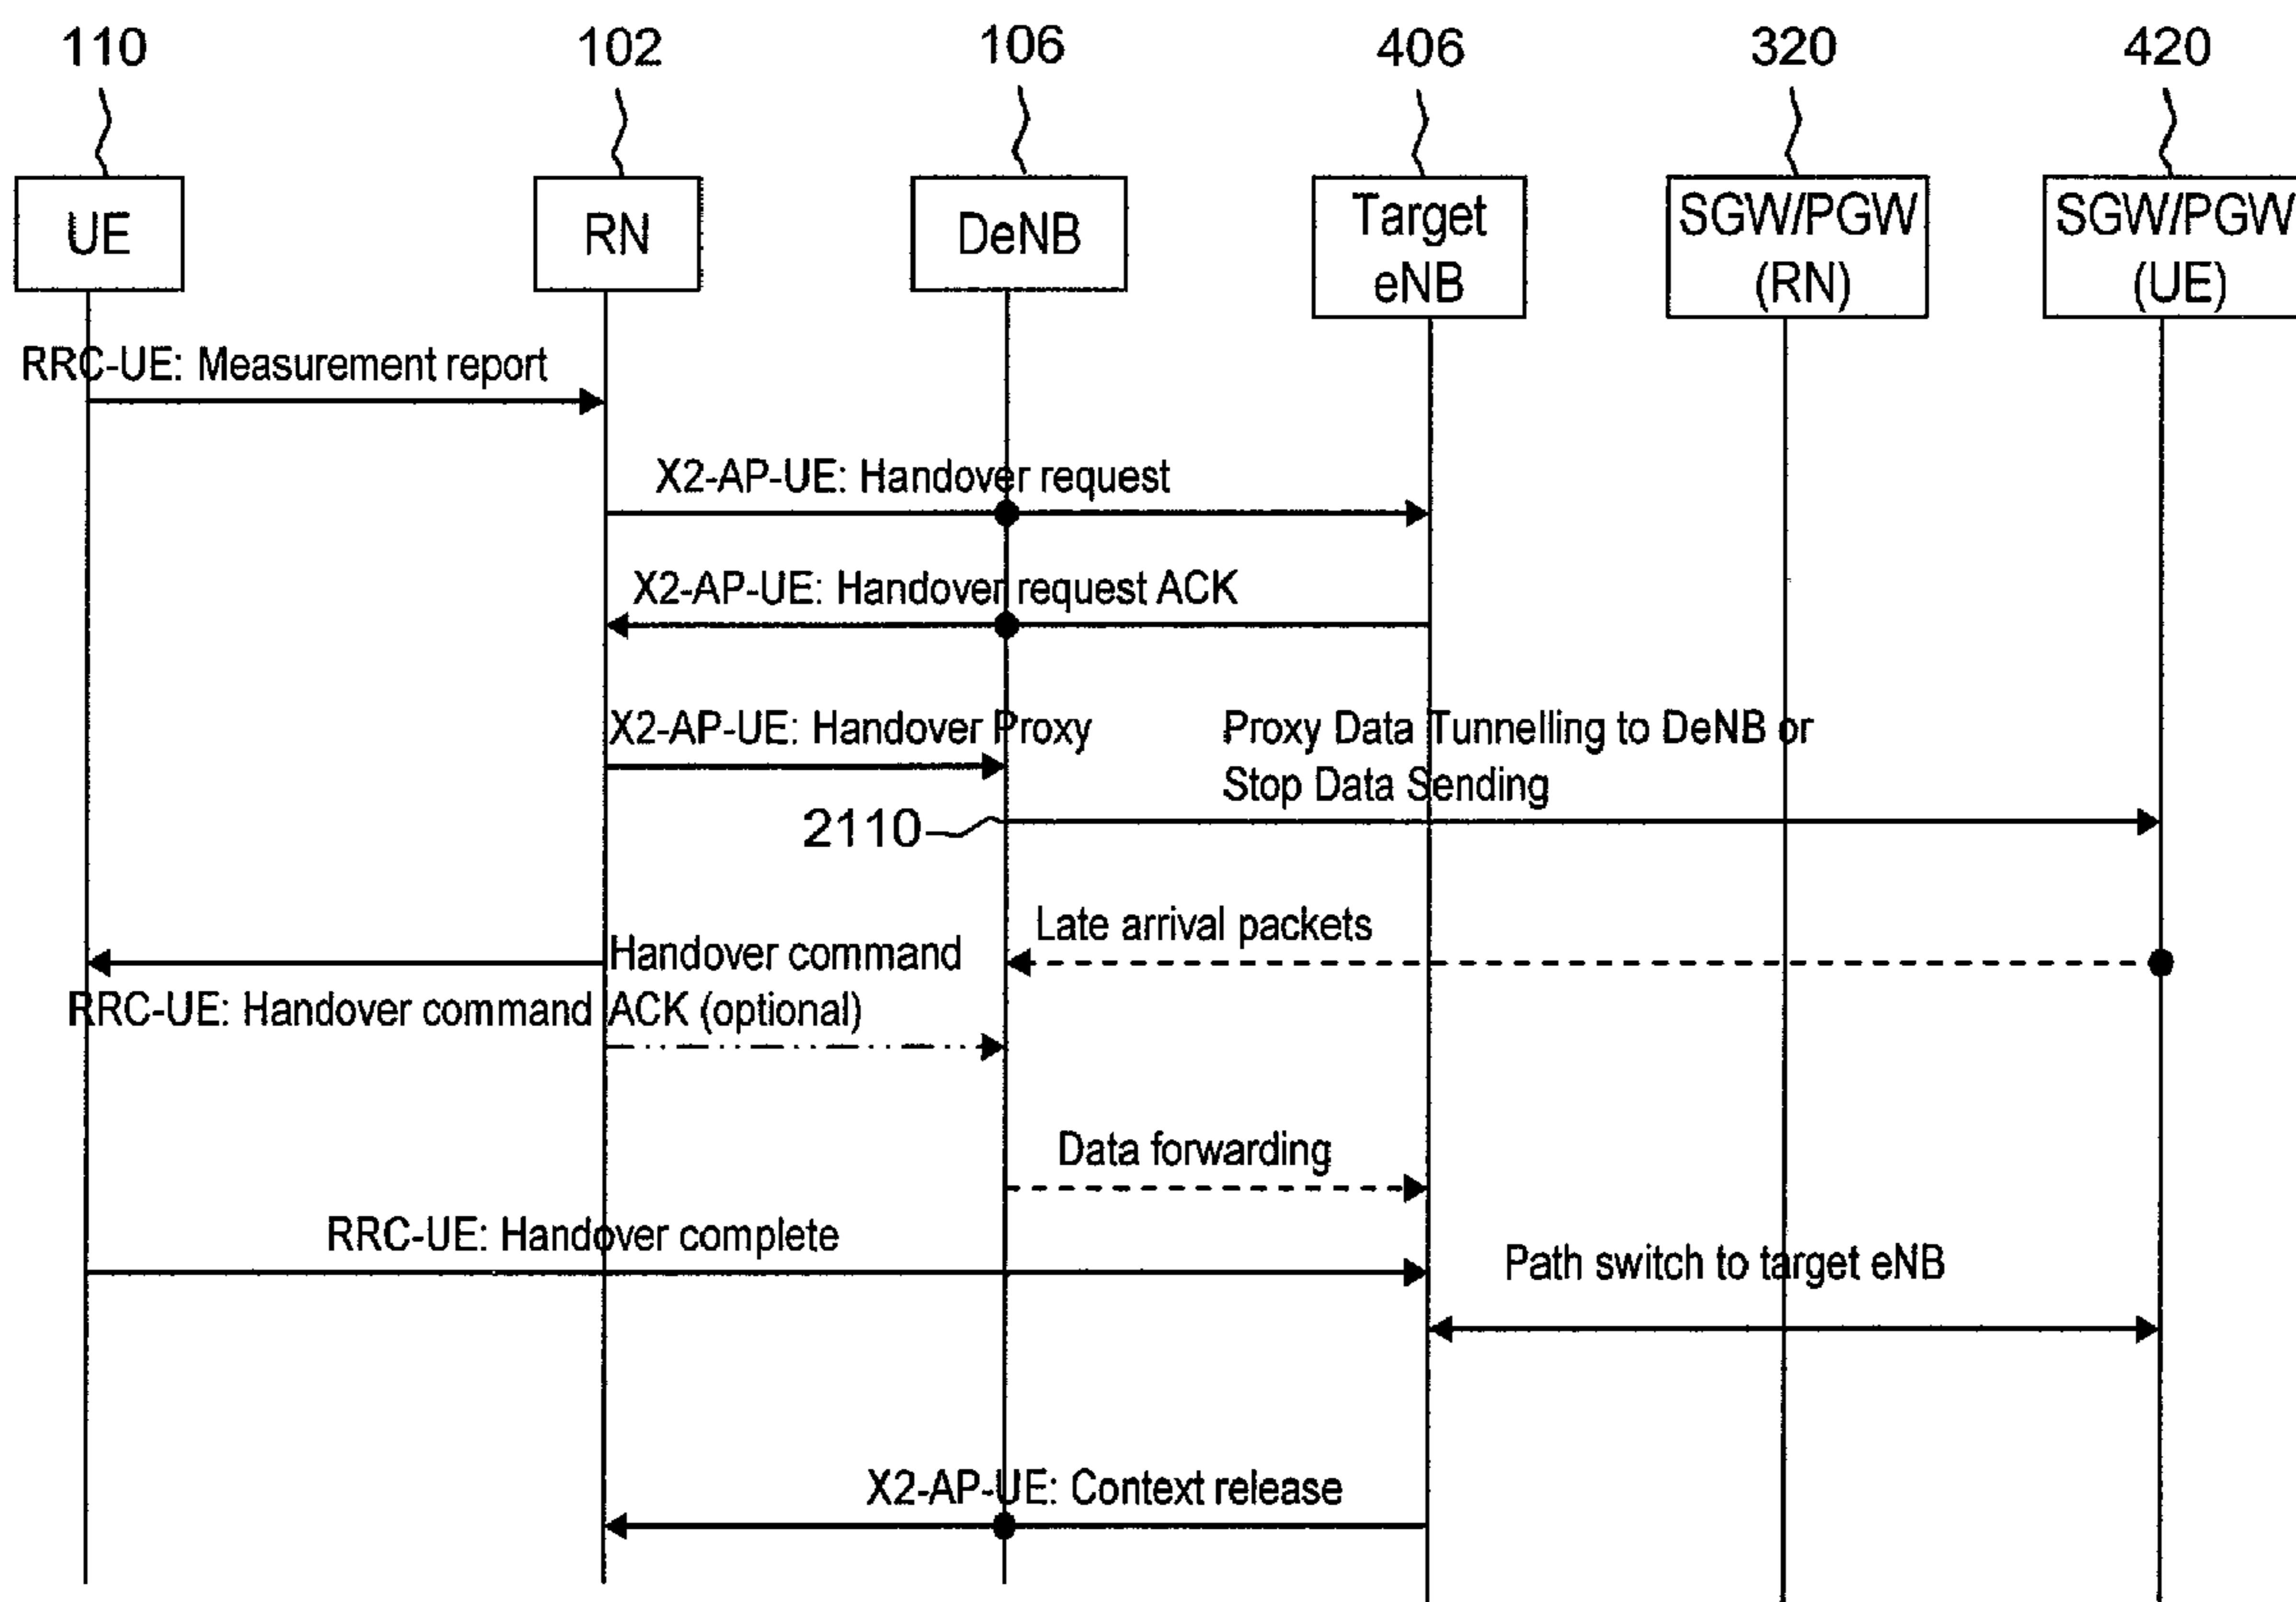 110
102
106
406
320
420
UE
RN
DeNB
Target
eNB
SGW/PGW
(RN)
SGW/PGW
(UE)
RRC-UE: Measurement report
X2-AP-UE: Handover request
X2-AP-UE: Handover request ACK
X2-AP-UE: Handover Proxy
Proxy Data Tunnelling to DeNB or
Stop Data Sending
2110
Late arrival packets
Handover command
RRC-UE: Handover command ACK (optional)
Data forwarding
RRC-UE: Handover complete
Path switch to target eNB
X2-AP-UE: Context release